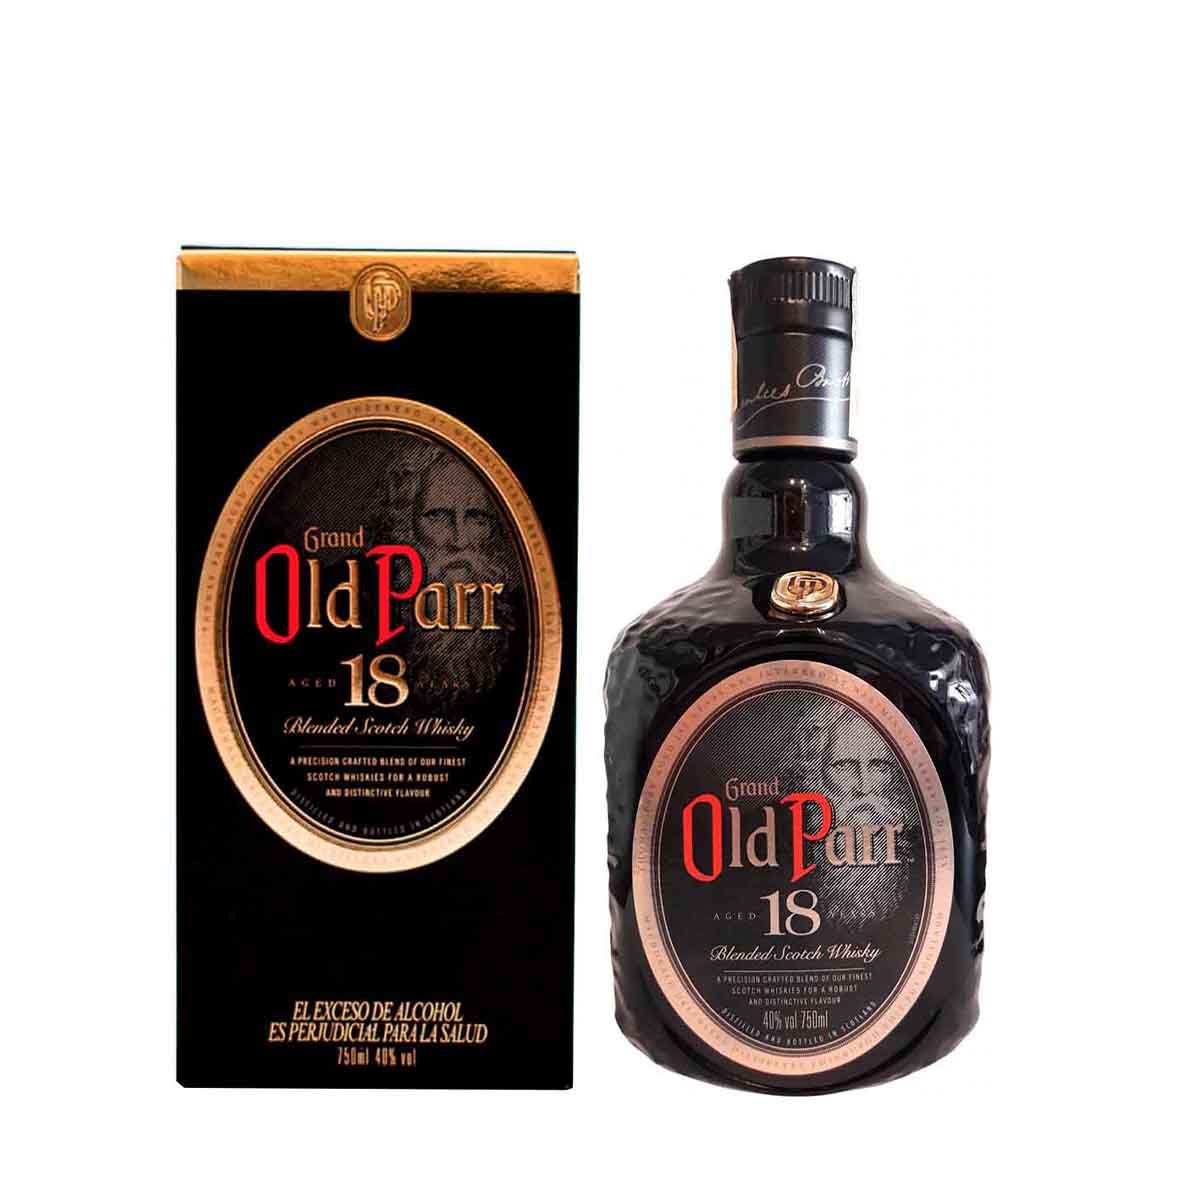 Grand
Old Parr
AGED 18 YEARS
Blended Scotch Whisky
A PRECISION CRAFTED BLEND OF OUR FINEST
SCOTCH WHISKIES FOR A ROBUST
AND DISTINCTIVE FLAVOUR
DISTILLED AND BOTTLED IN SCOTLAND
EL EXCESO DE ALCOHOL
ES PERJUDICIAL PARA LA SALUD
750ml 40% vol
Grand
Old Parr
AGED 18 YEARS
Blended Scotch Whisky
A PRECISION CRAFTED BLEND OF OUR FINEST
SCOTCH WHISKIES FOR A ROBUST
AND DISTINCTIVE FLAVOUR
40% vol 750ml
DISTILLED AND BOTTLED IN SCOTLAND